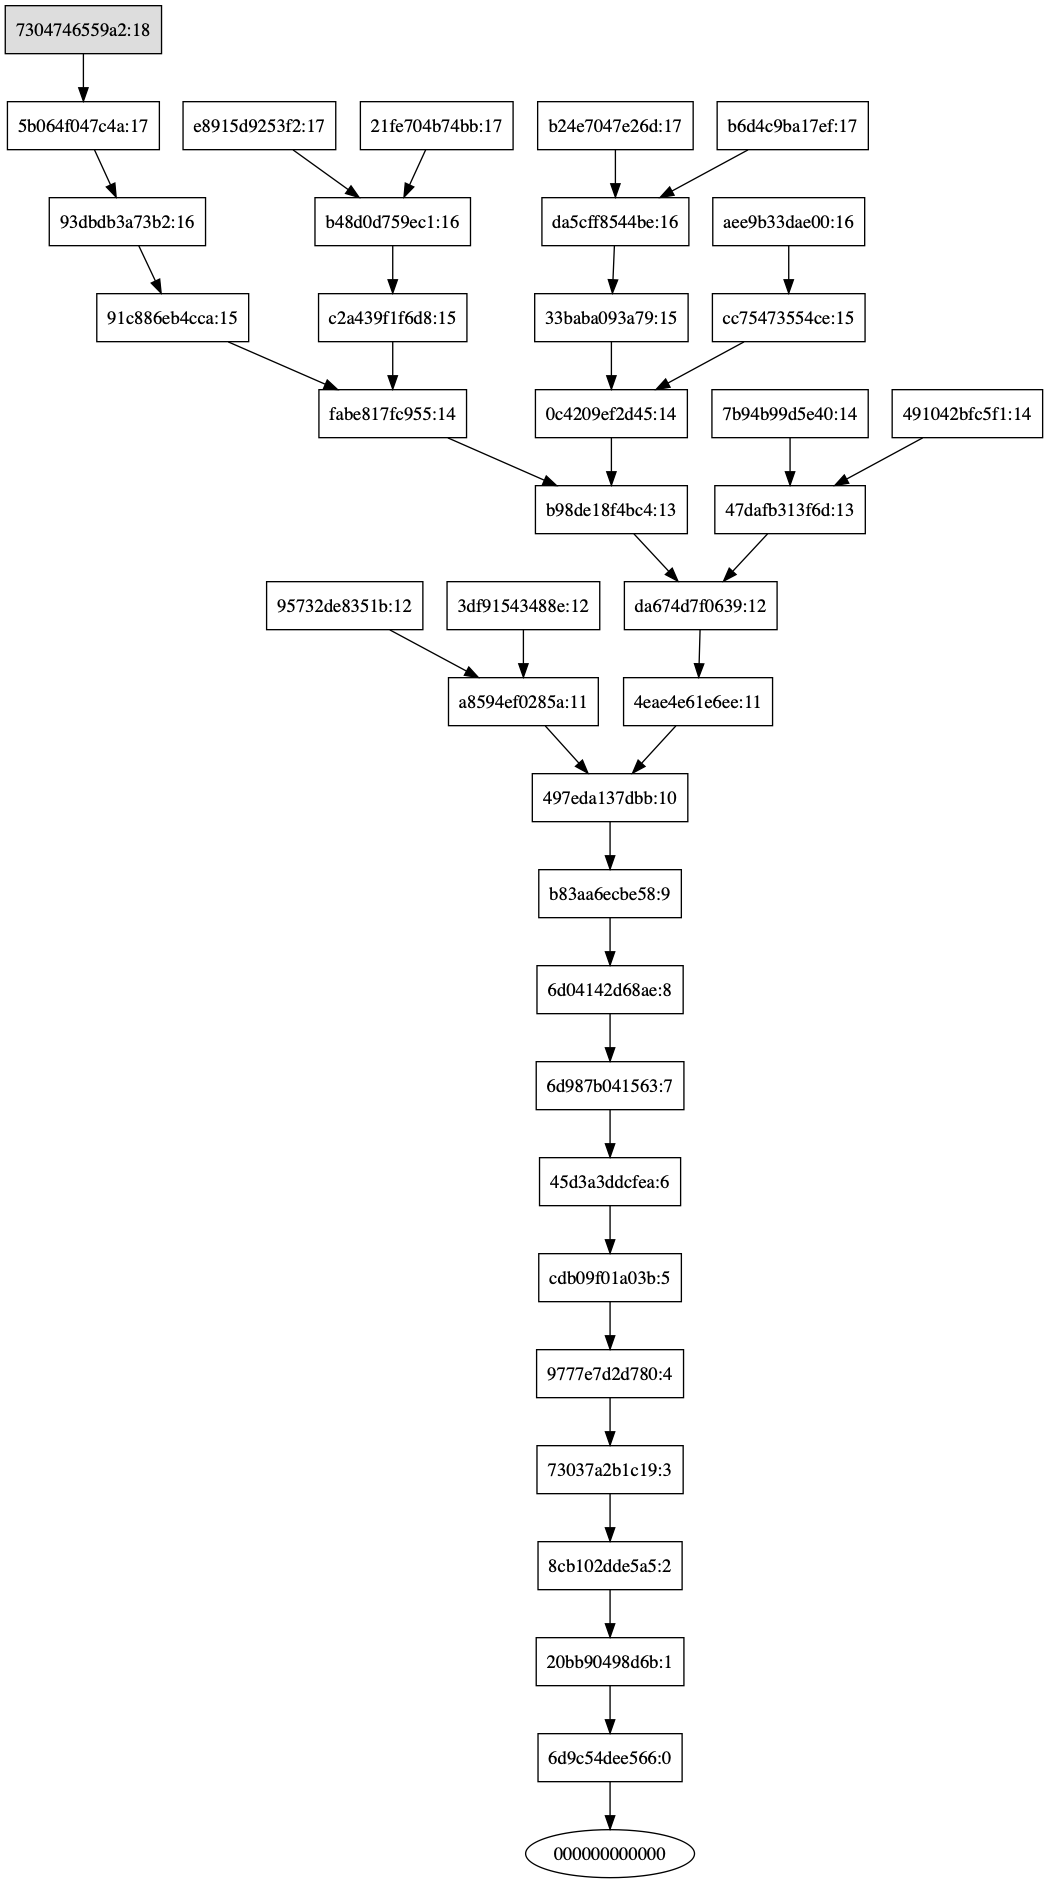 7304746559a2:18
5b064f047c4a:17
e8915d9253f2:17
21fe704b74bb:17
b24e7047e26d:17
b6d4c9ba17ef:17
93dbdb3a73b2:16
b48d0d759ec1:16
da5cff8544be:16
aee9b33dae00:16
91c886eb4cca:15
c2a439f1f6d8:15
33baba093a79:15
cc75473554ce:15
fabe817fc955:14
0c4209ef2d45:14
7b94b99d5e40:14
491042bfc5f1:14
b98de18f4bc4:13
47dafb313f6d:13
95732de8351b:12
3df91543488e:12
da674d7f0639:12
a8594ef0285a:11
4eae4e61e6ee:11
497eda137dbb:10
b83aa6ecbe58:9
6d04142d68ae:8
6d987b041563:7
45d3a3ddcfea:6
cdb09f01a03b:5
9777e7d2d780:4
73037a2b1c19:3
8cb102dde5a5:2
20bb90498d6b:1
6d9c54dee566:0
000000000000